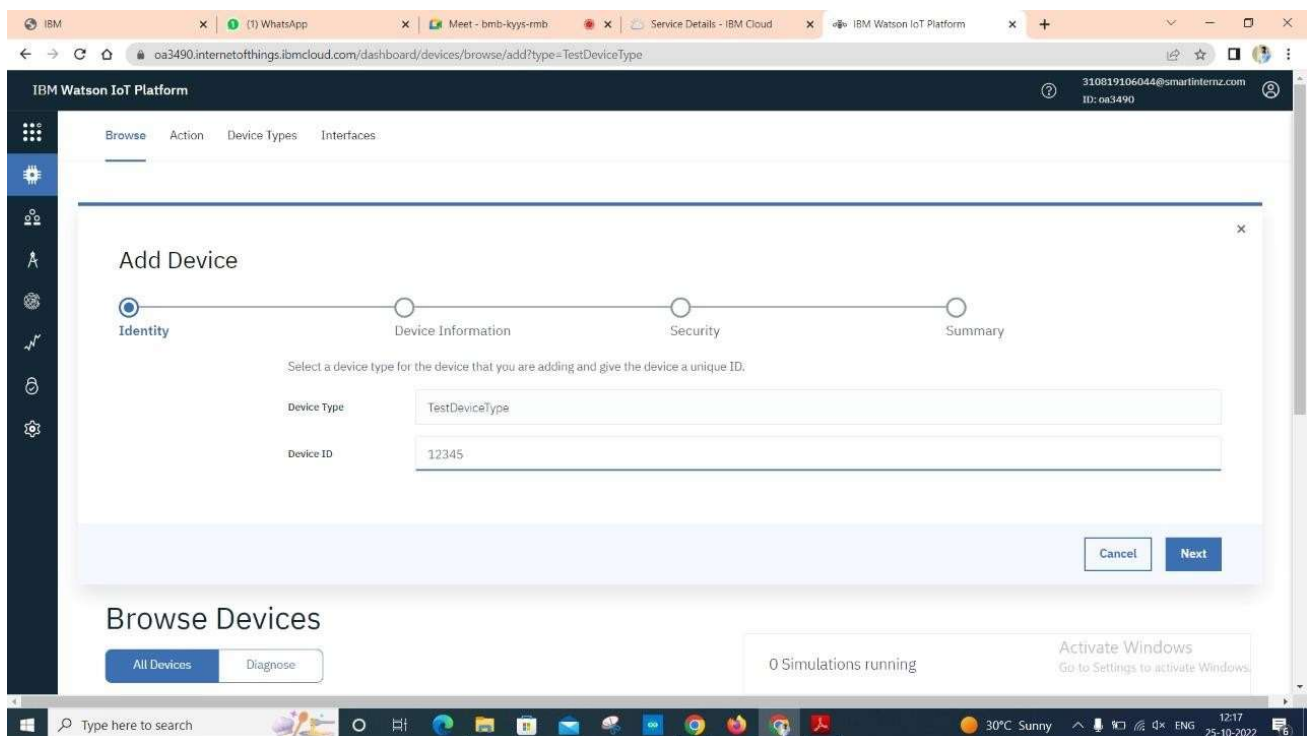 IBM
(1) WhatsApp
Meet - bmb-kyys-rmb
Service Details - IBM Cloud
IBM Watson IoT Platform
oa3490.internetofthings.ibmcloud.com/dashboard/devices/browse/add?type=TestDeviceType
IBM Watson IoT Platform
310819106044@smartinternz.com
ID: oa3490
Browse Action Device Types Interfaces
Add Device
Identity Device Information Security Summary
Select a device type for the device that you are adding and give the device a unique ID.
Device Type TestDeviceType
Device ID 12345
Cancel Next
Browse Devices
All Devices Diagnose
0 Simulations running
Activate Windows
Go to Settings to activate Windows.
Type here to search
30°C Sunny
ENG
12:17
25-10-2022